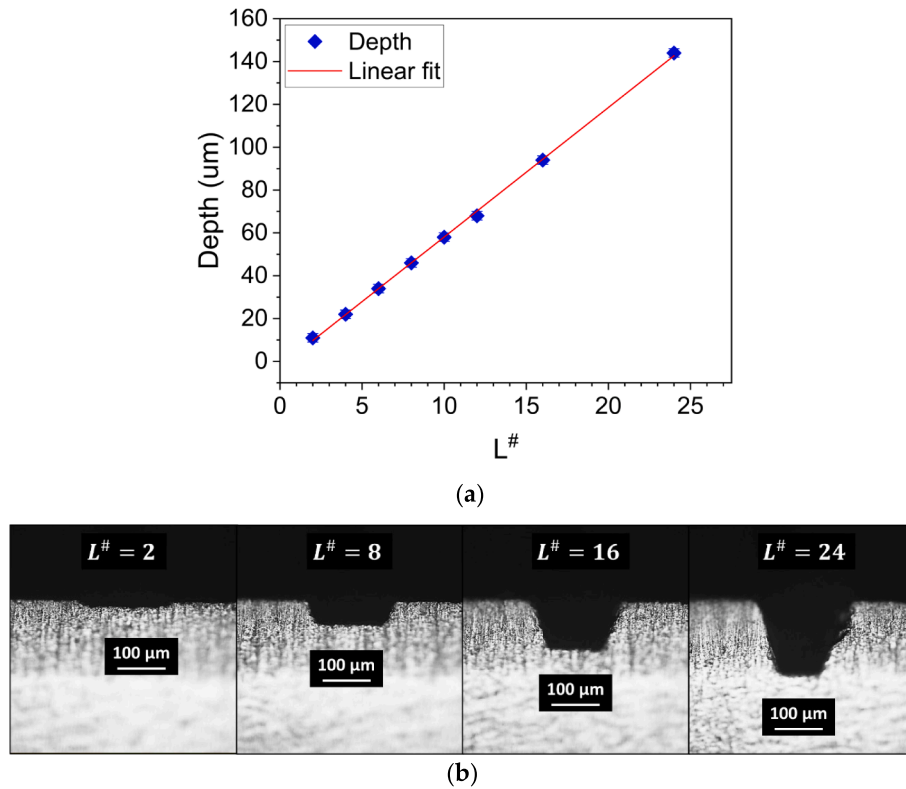 160
140
120
100
80
60
40
20
0
Depth (um)
Depth
Linear fit
0 5 10 15 20 25
L#
(a)
L# = 2 L# = 8 L# = 16 L# = 24
100 µm 100 µm 100 µm 100 µm
(b)